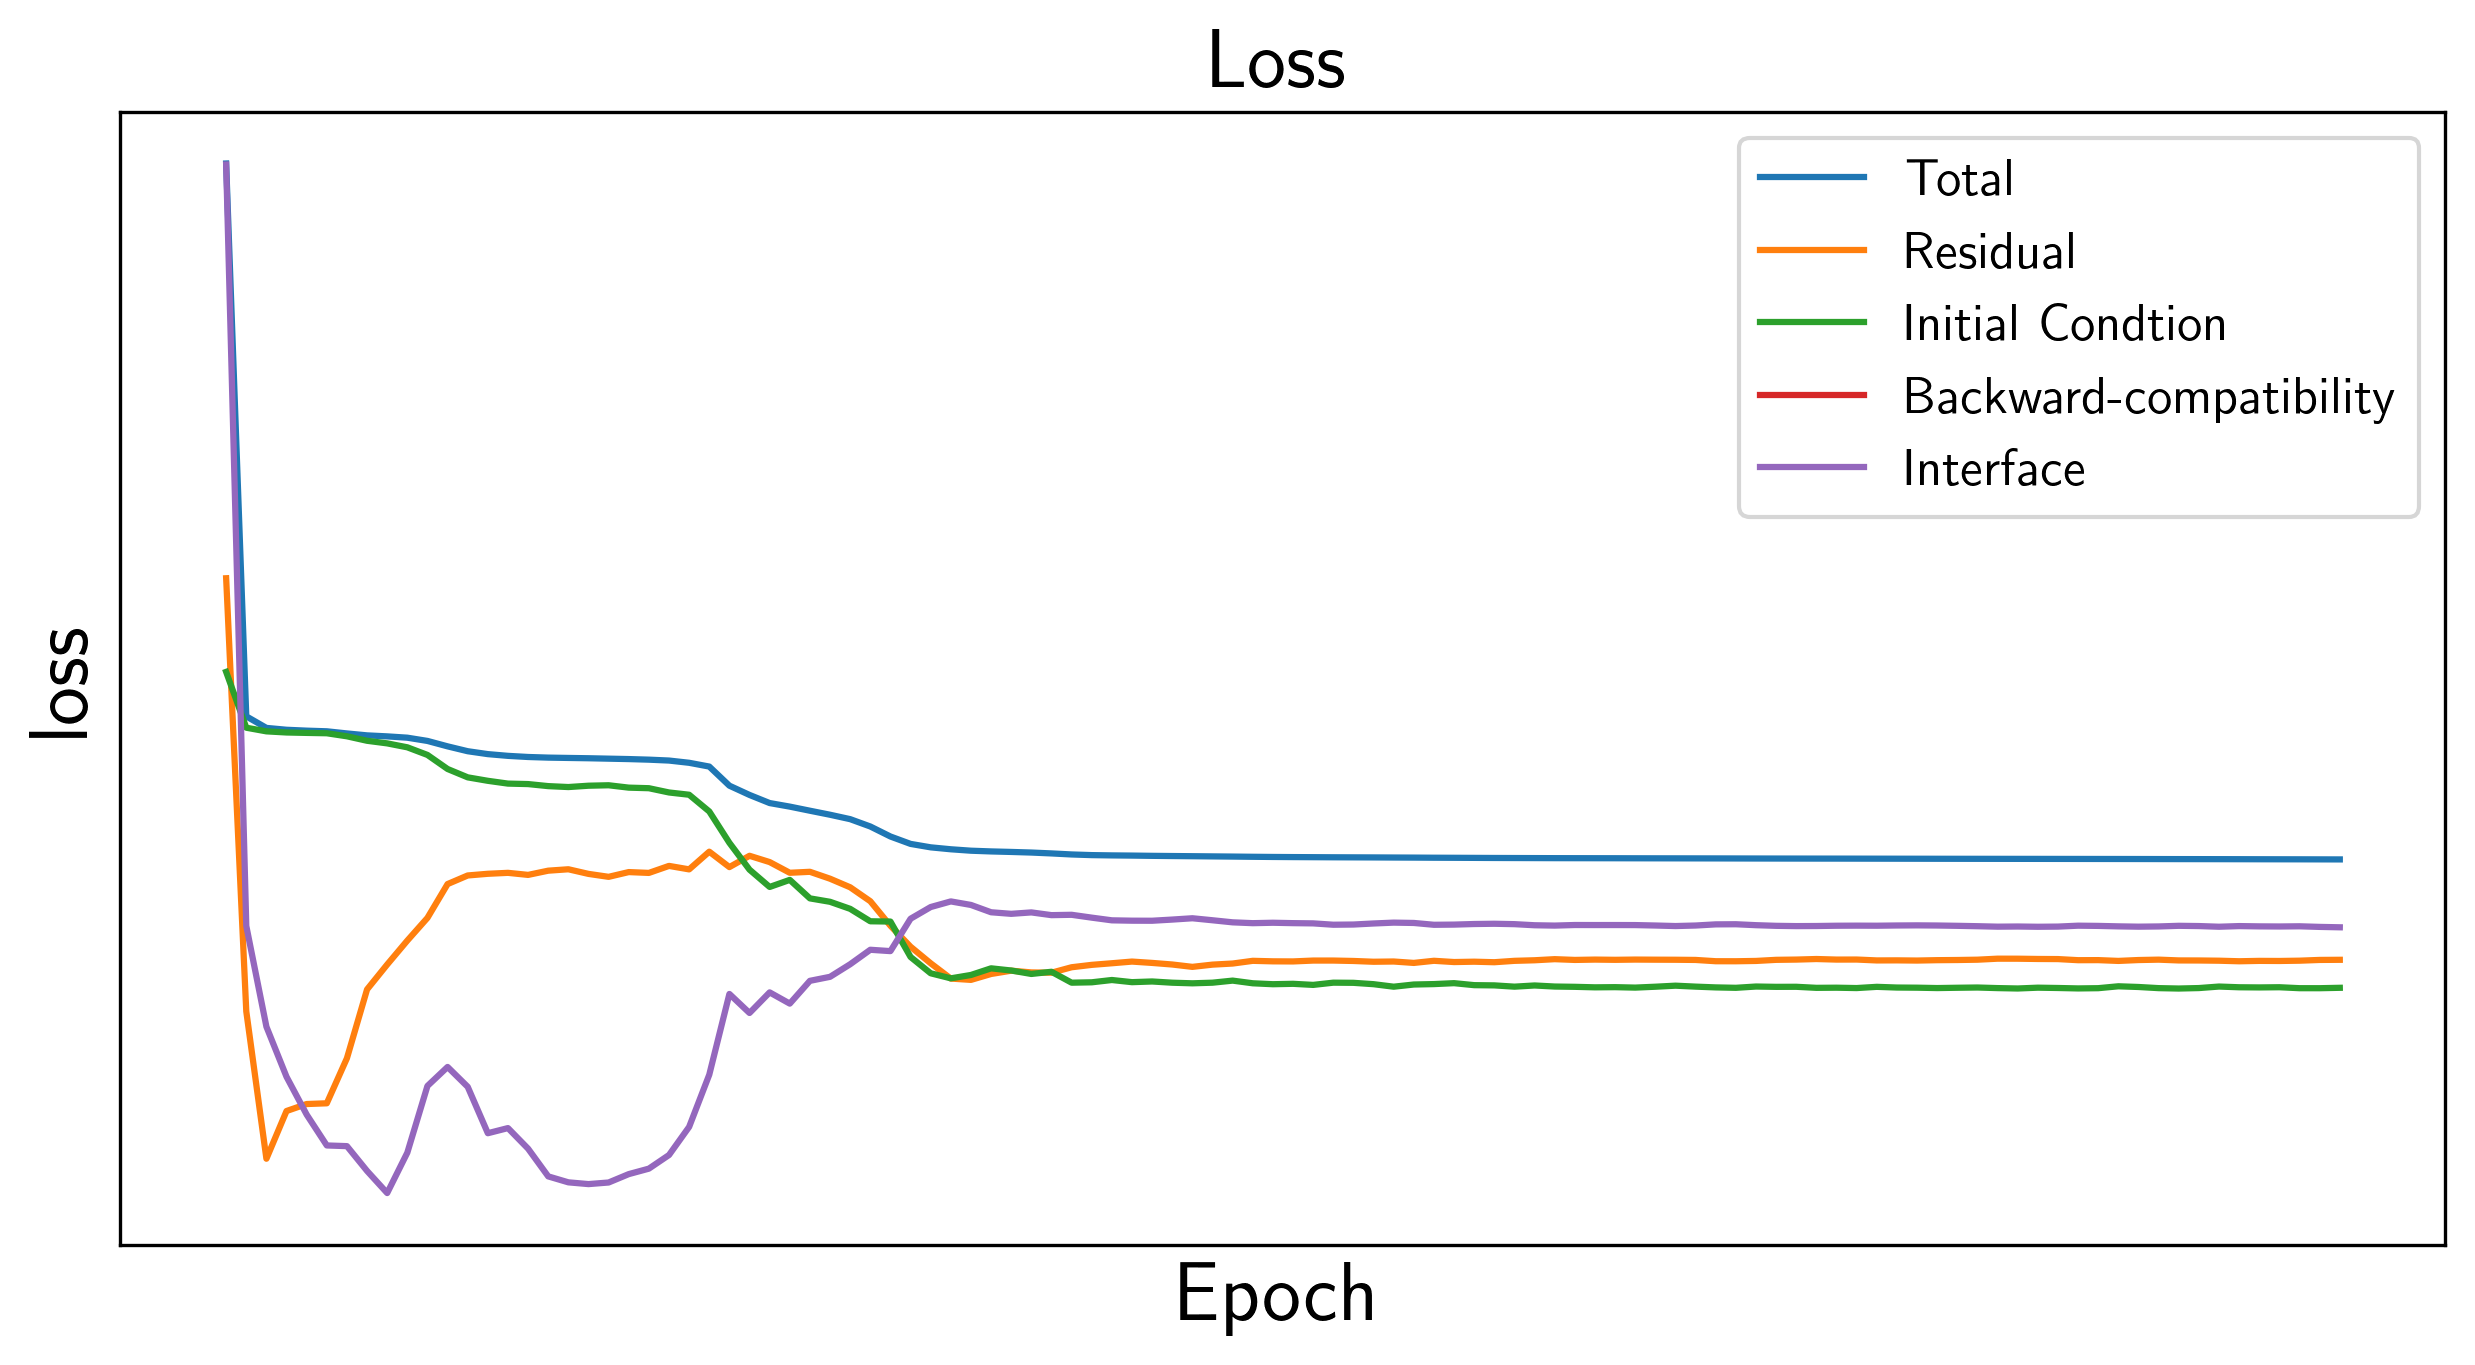 Loss
Total
Residual
Initial Condtion
Backward-compatibility
Interface
loss
Epoch